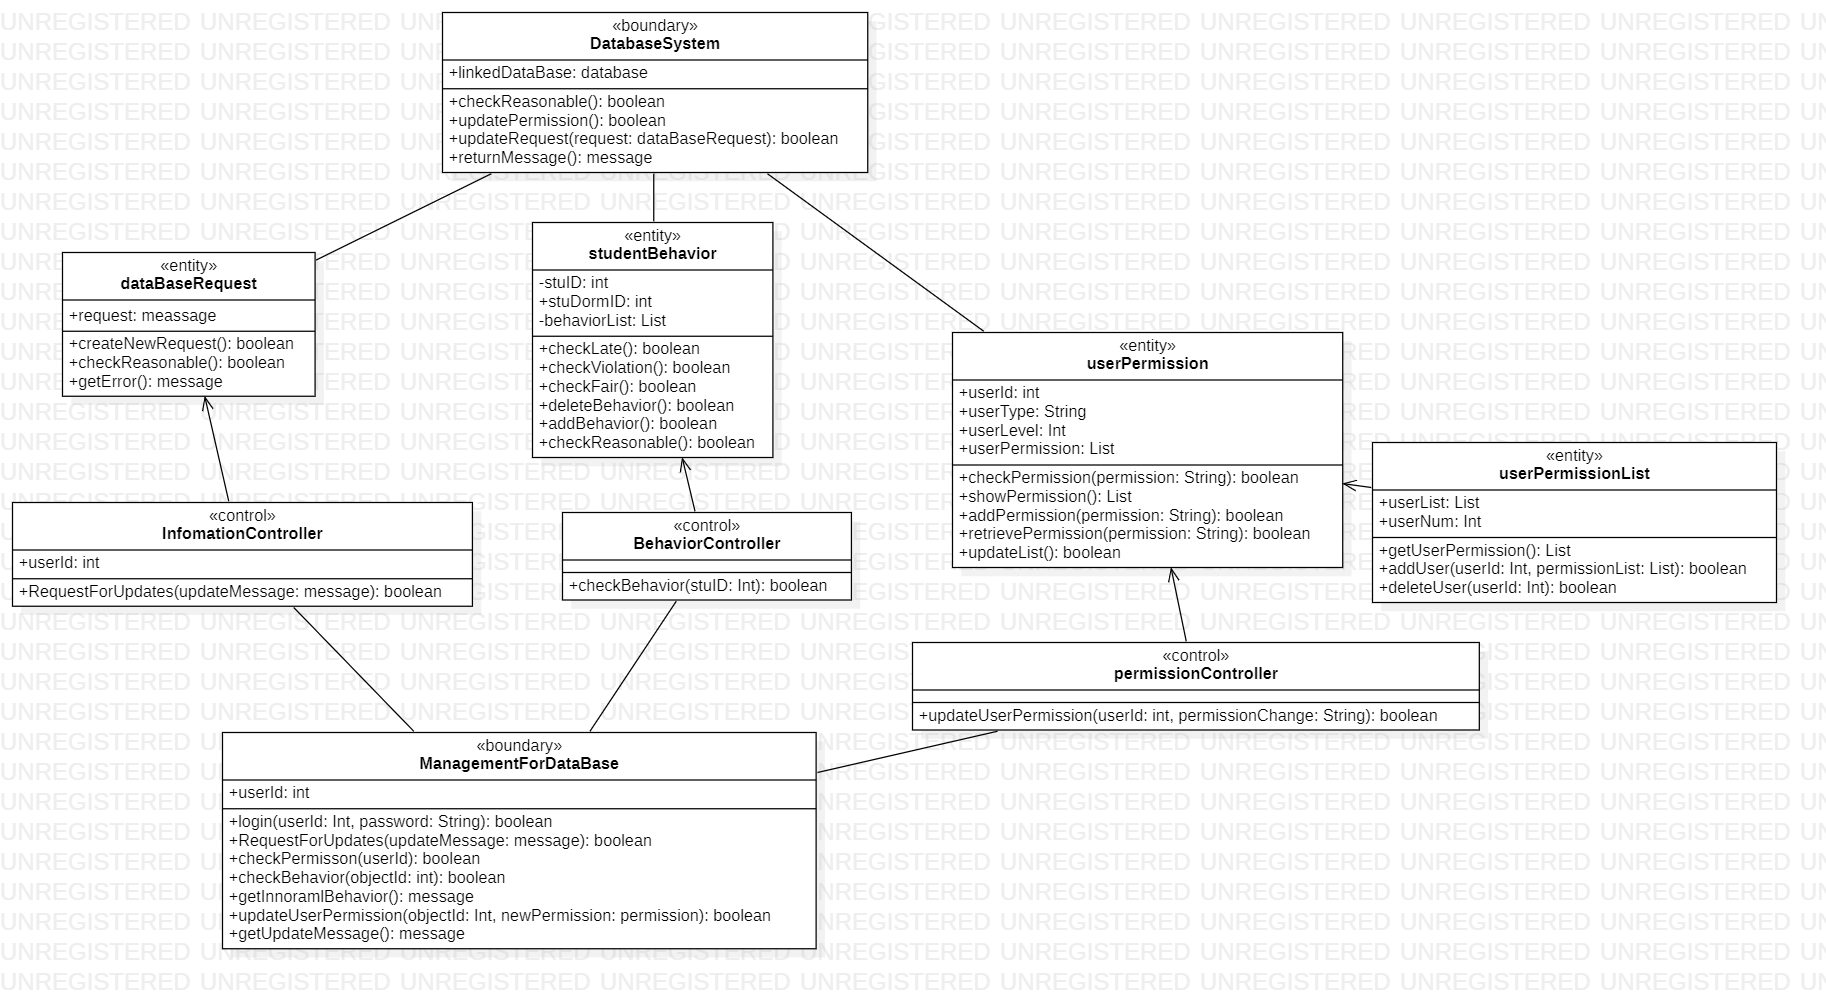 «boundary»
DatabaseSystem
+linkedDataBase: database
+checkReasonable(): boolean
+updatePermission(): boolean
+updateRequest(request: dataBaseRequest): boolean
+returnMessage(): message
«entity»
dataBaseRequest
+request: meassage
+createNewRequest(): boolean
+checkReasonable(): boolean
+getError(): message
«entity»
studentBehavior
-stuID: int
+stuDormID: int
-behaviorList: List
+checkLate(): boolean
+checkViolation(): boolean
+checkFair(): boolean
+deleteBehavior(): boolean
+addBehavior(): boolean
+checkReasonable(): boolean
«entity»
userPermission
+userId: int
+userType: String
+userLevel: Int
+userPermission: List
+checkPermission(permission: String): boolean
+showPermission(): List
+addPermission(permission: String): boolean
+retrievePermission(permission: String): boolean
+updateList(): boolean
«entity»
userPermissionList
+userList: List
+userNum: Int
+getUserPermission(): List
+addUser(userId: Int, permissionList: List): boolean
+deleteUser(userId: Int): boolean
«control»
InfomationController
+userId: int
+RequestForUpdates(updateMessage: message): boolean
«control»
BehaviorController
+checkBehavior(stuID: Int): boolean
«control»
permissionController
+updateUserPermission(userId: int, permissionChange: String): boolean
«boundary»
ManagementForDataBase
+userId: int
+login(userId: Int, password: String): boolean
+RequestForUpdates(updateMessage: message): boolean
+checkPermisson(userId): boolean
+checkBehavior(objectId: int): boolean
+getInnoramlBehavior(): message
+updateUserPermission(objectId: Int, newPermission: permission): boolean
+getUpdateMessage(): message
UNREGISTERED